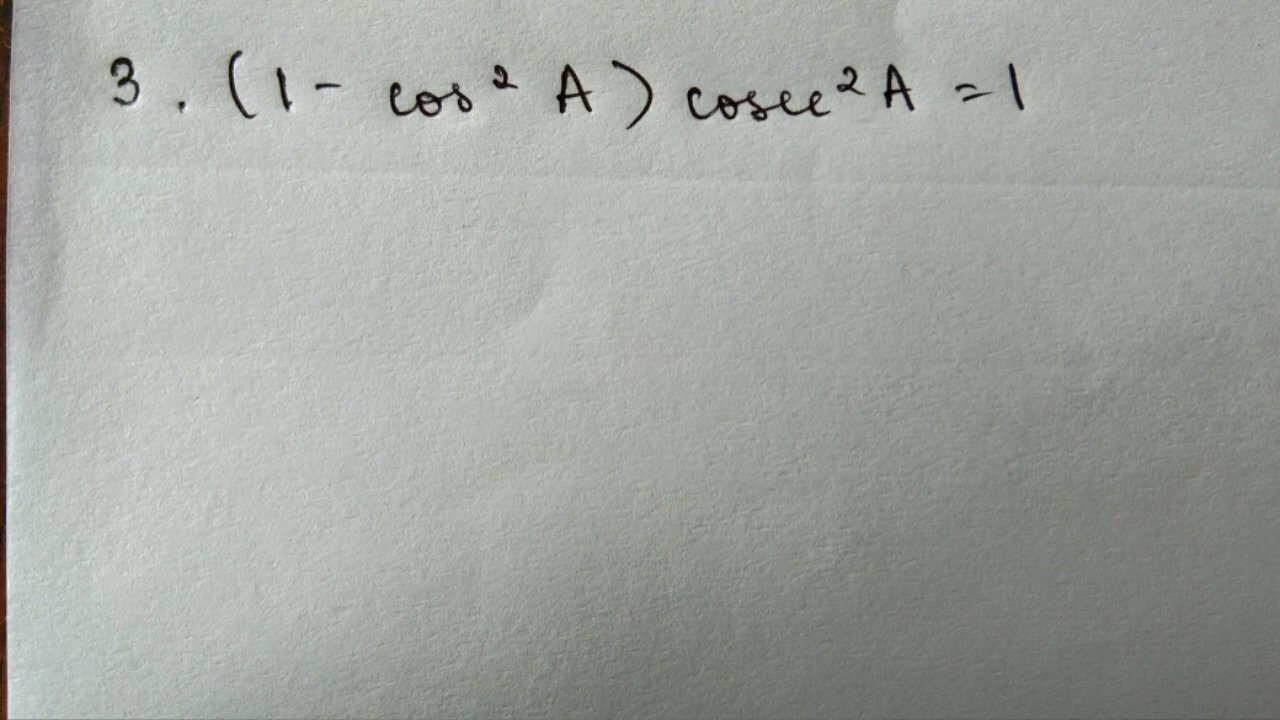 3. (1 - cos² A) cosec² A = 1